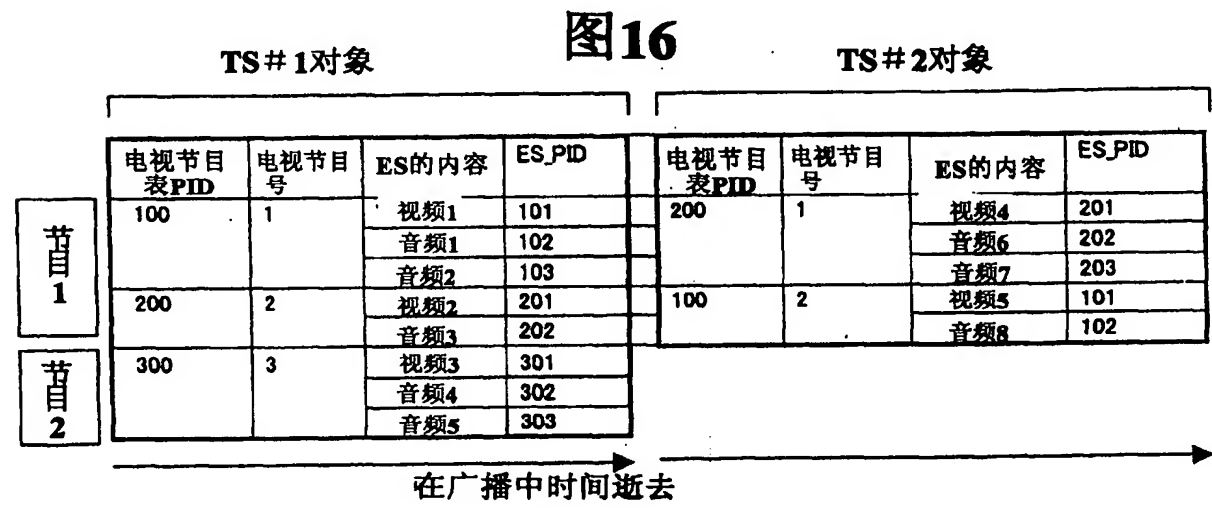 图16
TS#1对象
TS#2对象
电视节目表PID 电视节目号 ES的内容 ES_PID
电视节目表PID 电视节目号 ES的内容 ES_PID
节目1
100 1 视频1 101
200 1 视频4 201
音频1 102
音频6 202
音频2 103
音频7 203
200 2 视频2 201
100 2 视频5 101
音频3 202
音频8 102
节目2
300 3 视频3 301
音频4 302
音频5 303
在广播中时间逝去